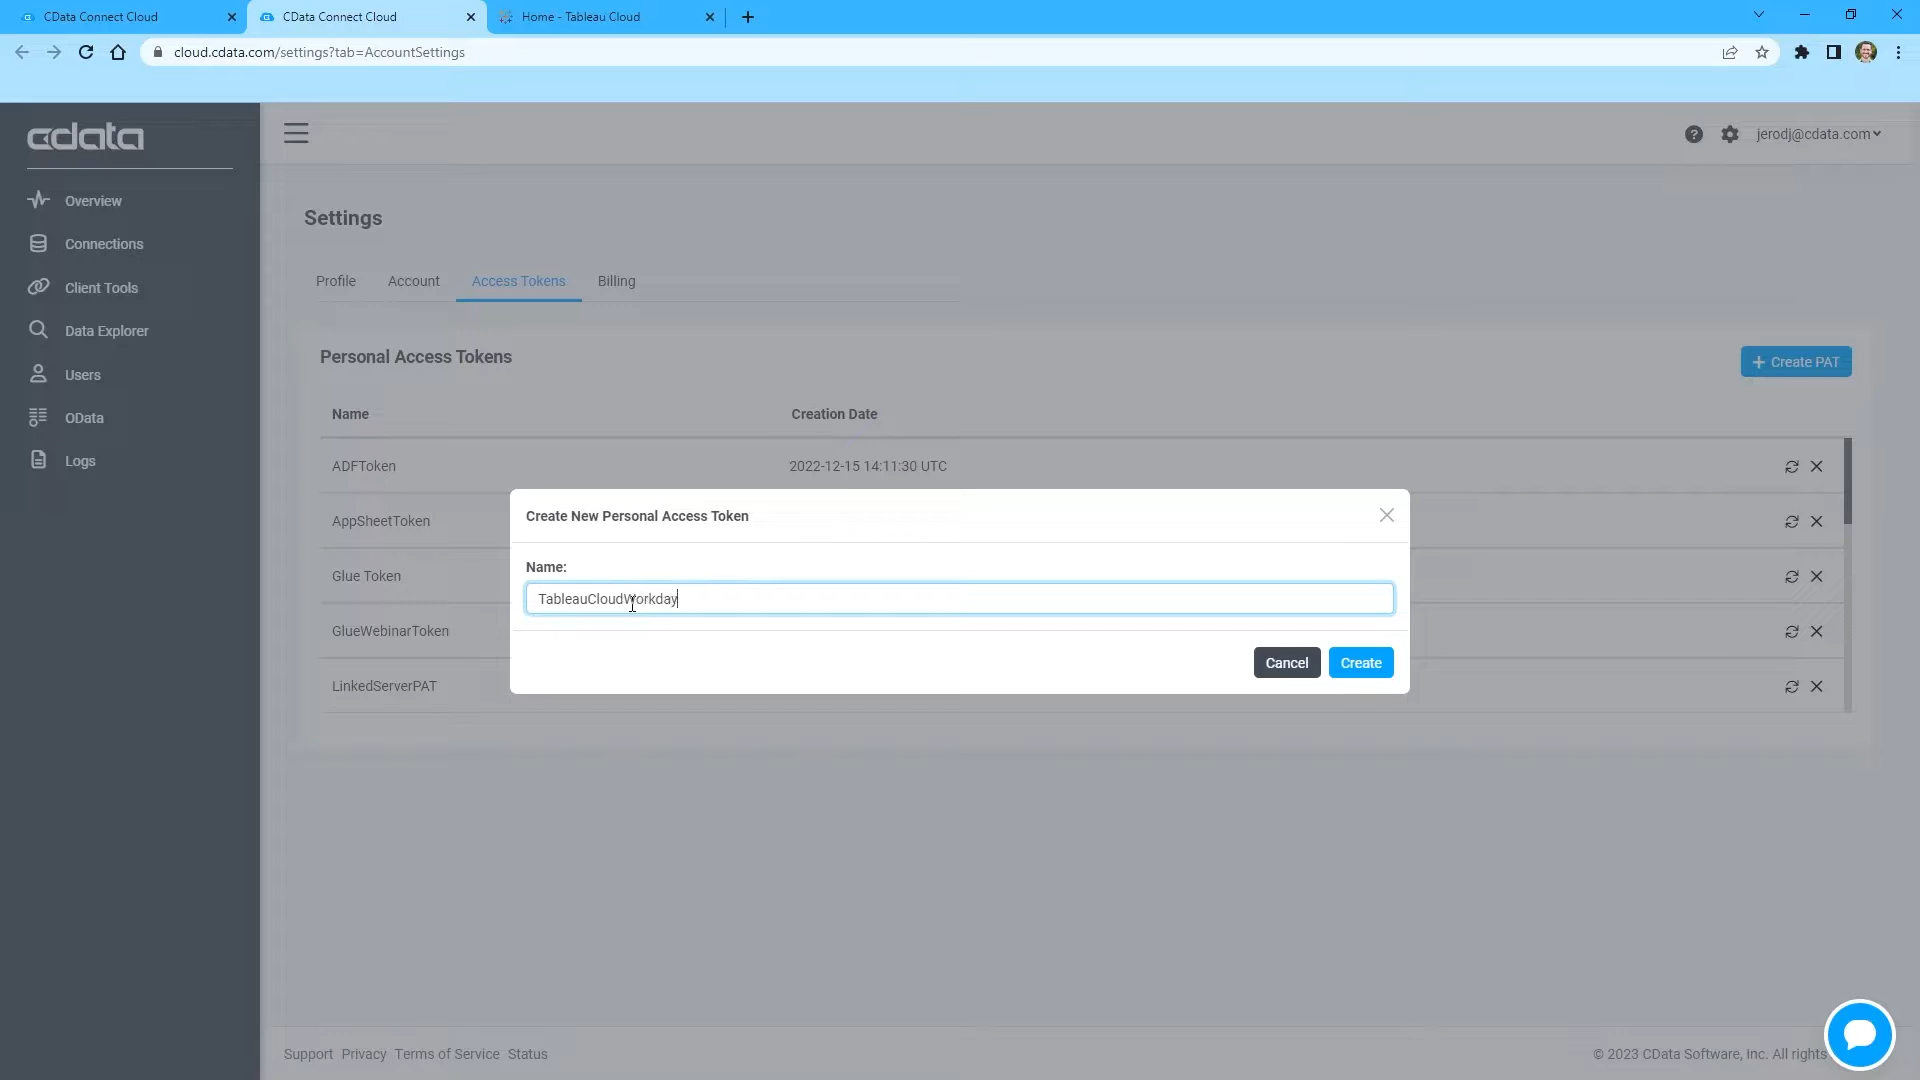 CData Connect Cloud
CData Connect Cloud
Home - Tableau Cloud
cloud.cdata.com/settings?tab=AccountSettings
cdata
jerodj@cdata.com
Overview
Connections
Client Tools
Data Explorer
Users
OData
Logs
Settings
Profile Account Access Tokens Billing
Personal Access Tokens
+ Create PAT
Name Creation Date
ADFToken 2022-12-15 14:11:30 UTC
AppSheetToken
Glue Token
GlueWebinarToken
LinkedServerPAT
Create New Personal Access Token
Name:
TableauCloudWorkday
Cancel Create
Support Privacy Terms of Service Status
© 2023 CData Software, Inc. All rights